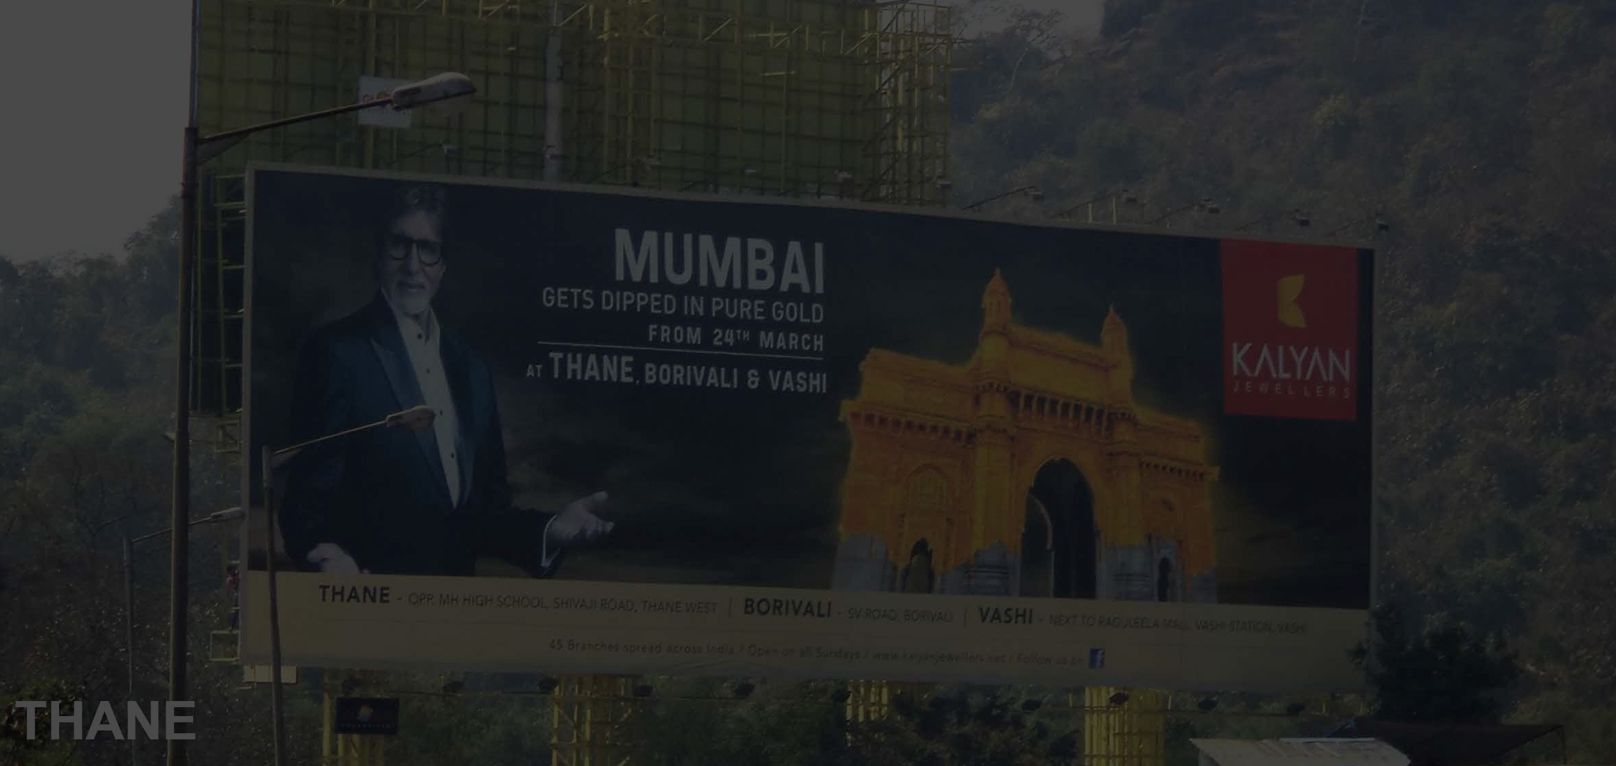 MUMBAI
GETS DIPPED IN PURE GOLD
FROM 24TH MARCH
AT THANE, BORIVALI & VASHI
KALYAN
JEWELLERS
THANE - OPP. MH HIGH SCHOOL, SHIVAJI ROAD, THANE WEST | BORIVALI - SV ROAD, BORIVALI | VASHI - NEXT TO RAGULEELA MALL, VASHI STATION, VASHI
45 Branches spread across India / Open on all Sundays / www.kalyanjewellers.net / Follow us on f
THANE